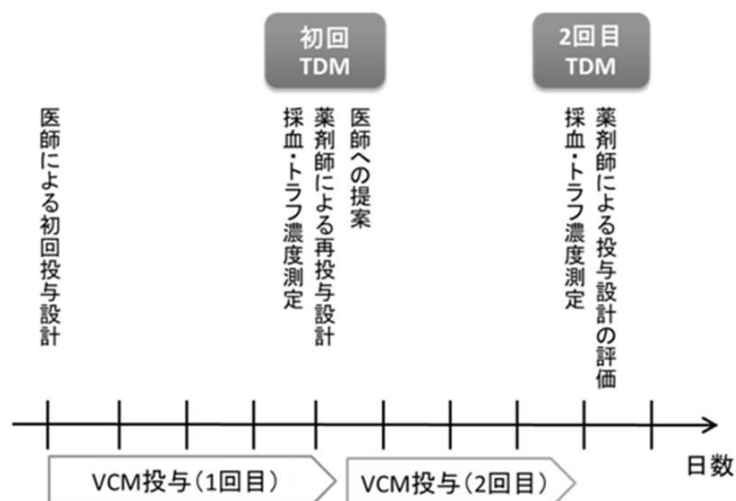 初回
TDM
2回目
TDM
医師による初回投与設計
採血・トラフ濃度測定
薬剤師による再投与設計
医師への提案
採血・トラフ濃度測定
薬剤師による投与設計の評価
日数
VCM投与(1回目)
VCM投与(2回目)